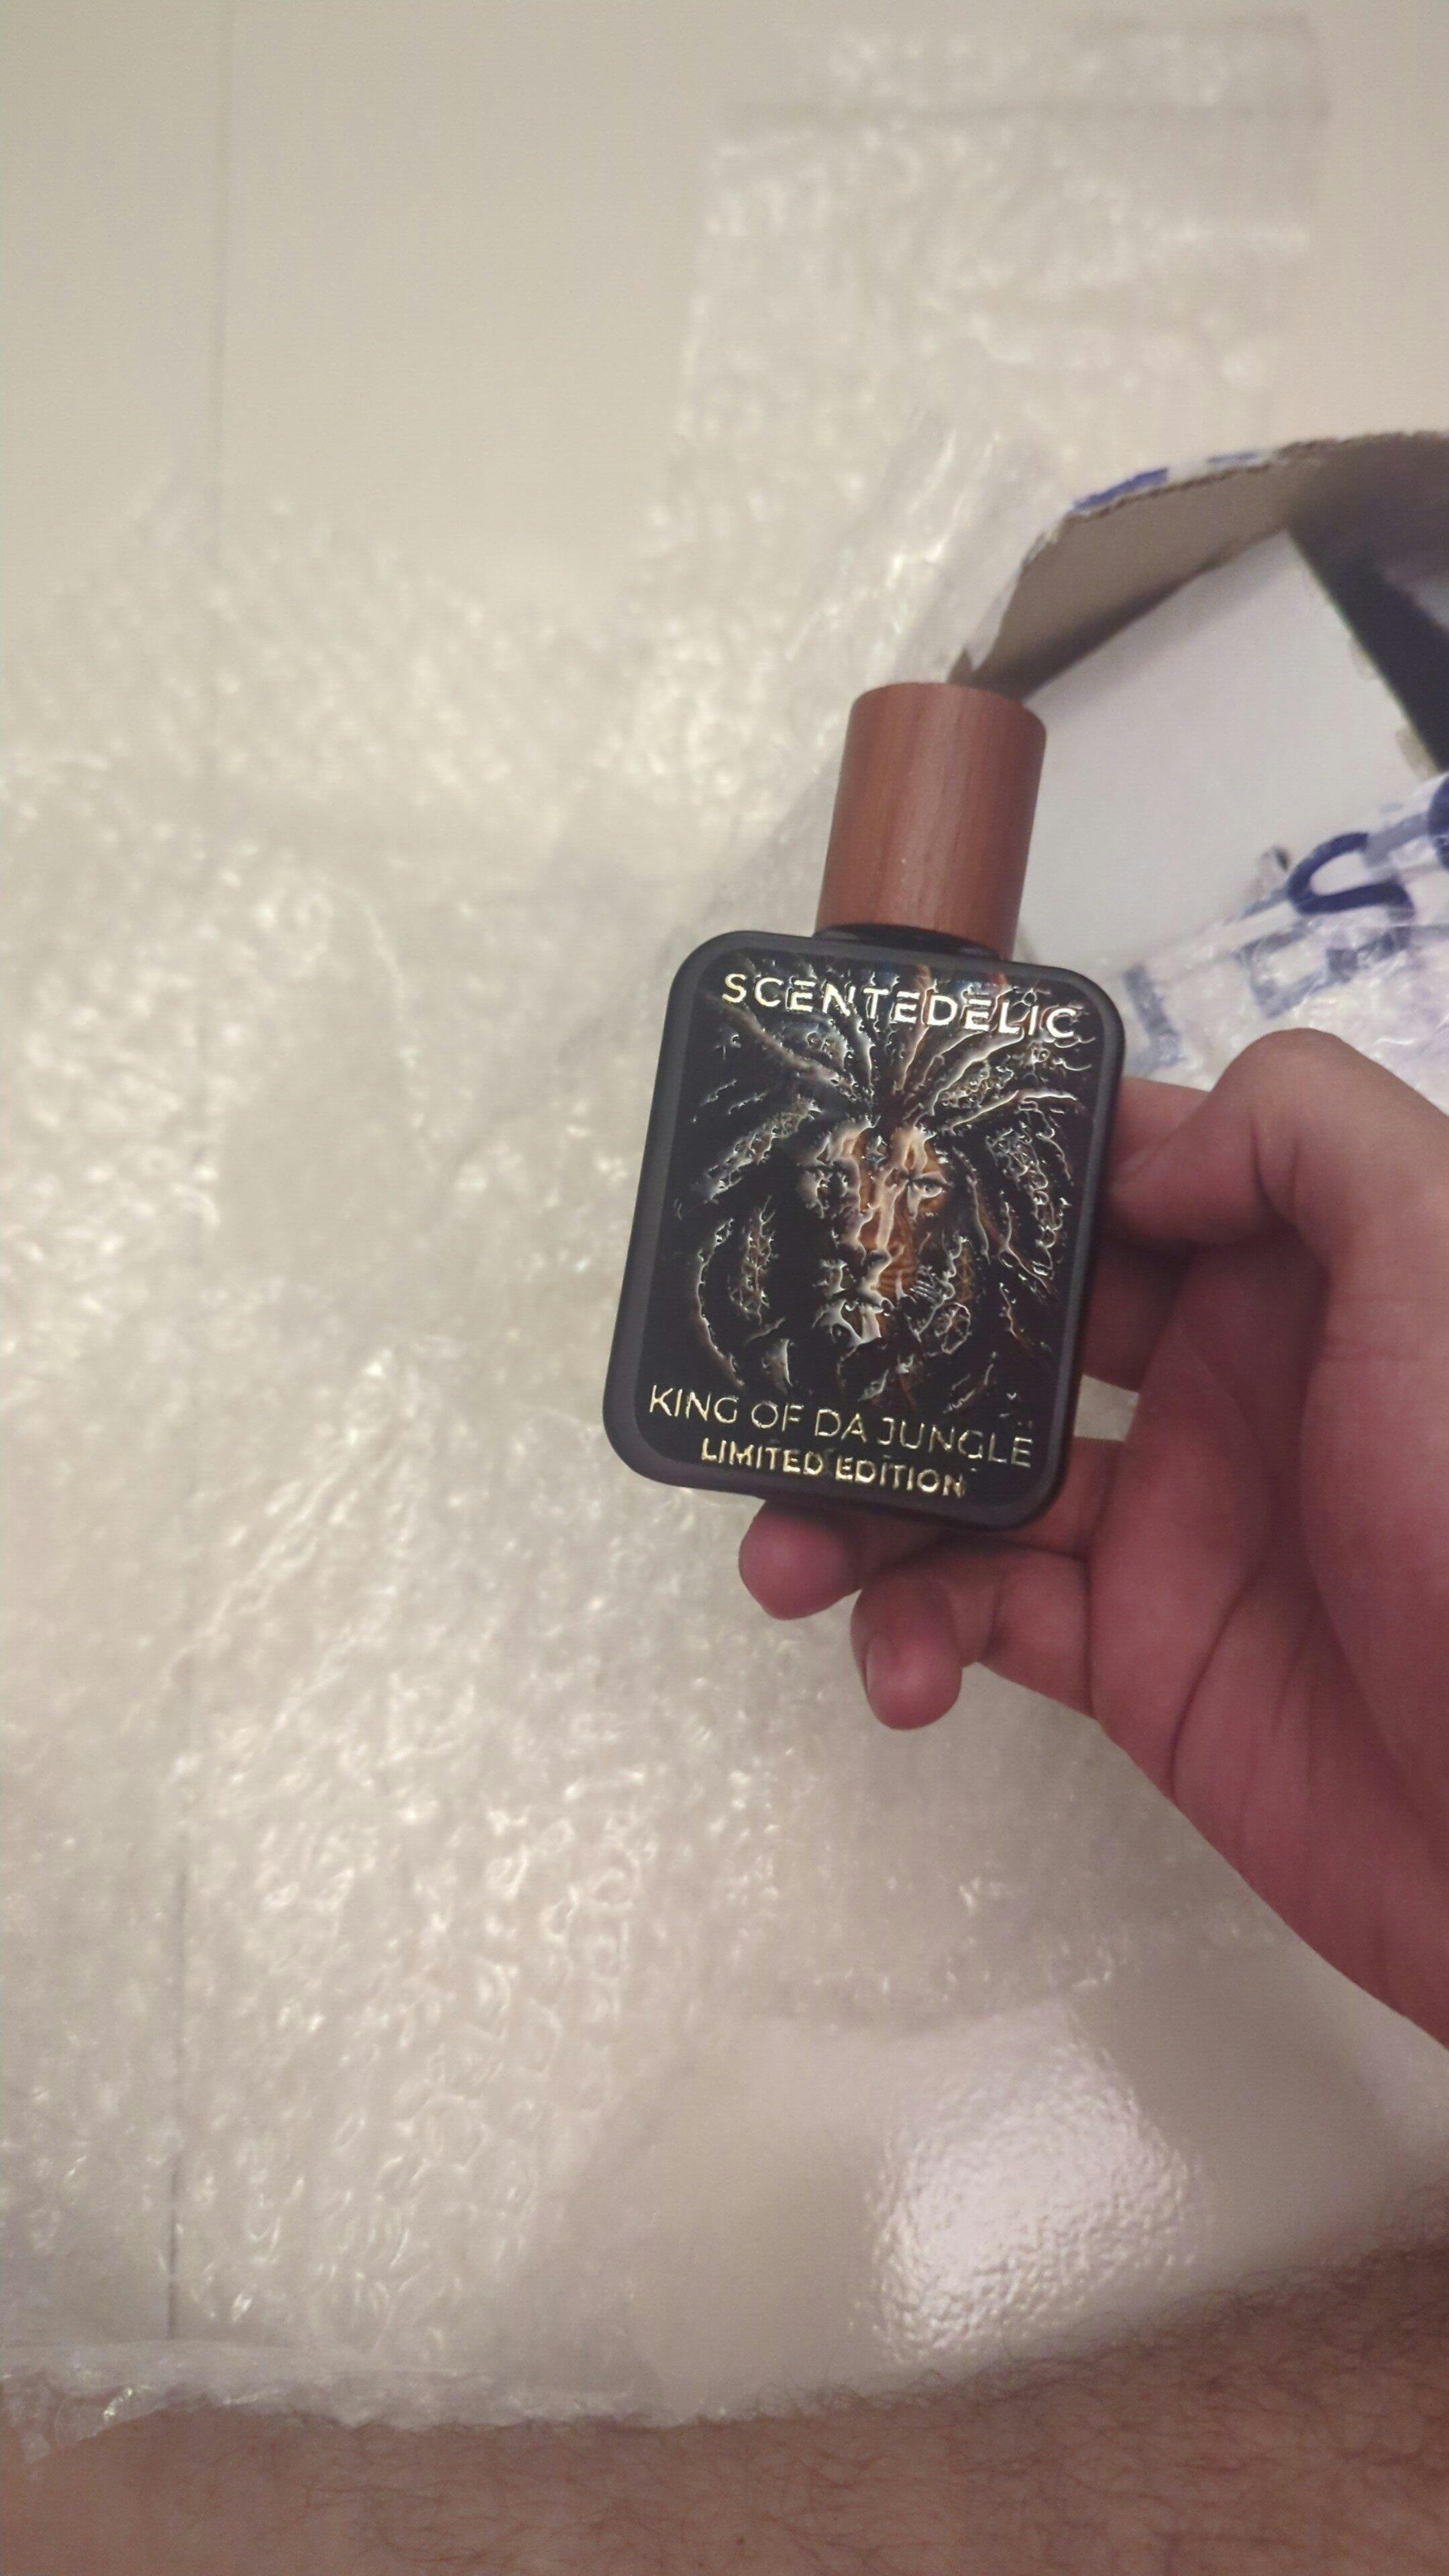 SCENTEDELIC
KING OF DA JUNGLE
LIMITED EDITION